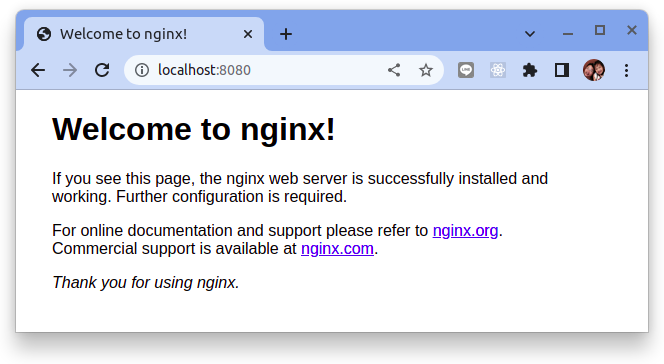 Welcome to nginx!
localhost:8080
Welcome to nginx!
If you see this page, the nginx web server is successfully installed and
working. Further configuration is required.
For online documentation and support please refer to nginx.org.
Commercial support is available at nginx.com.
Thank you for using nginx.